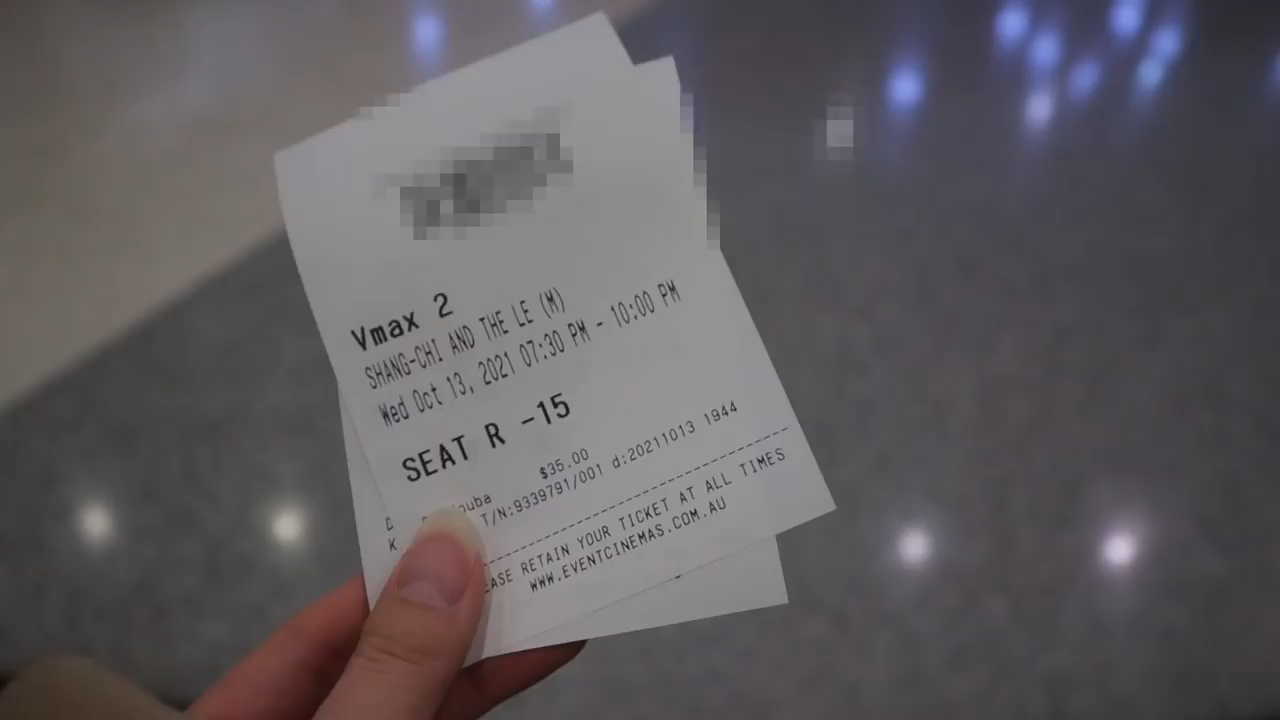 Vmax 2
SHANG-CHI AND THE LE (M)
Wed Oct 13, 2021 07:30 PM - 10:00 PM
SEAT R -15
$35.00
T/N:9339791/001 d:20211013 1944
RETAIN YOUR TICKET AT ALL TIMES
WWW.EVENTCINEMAS.COM.AU